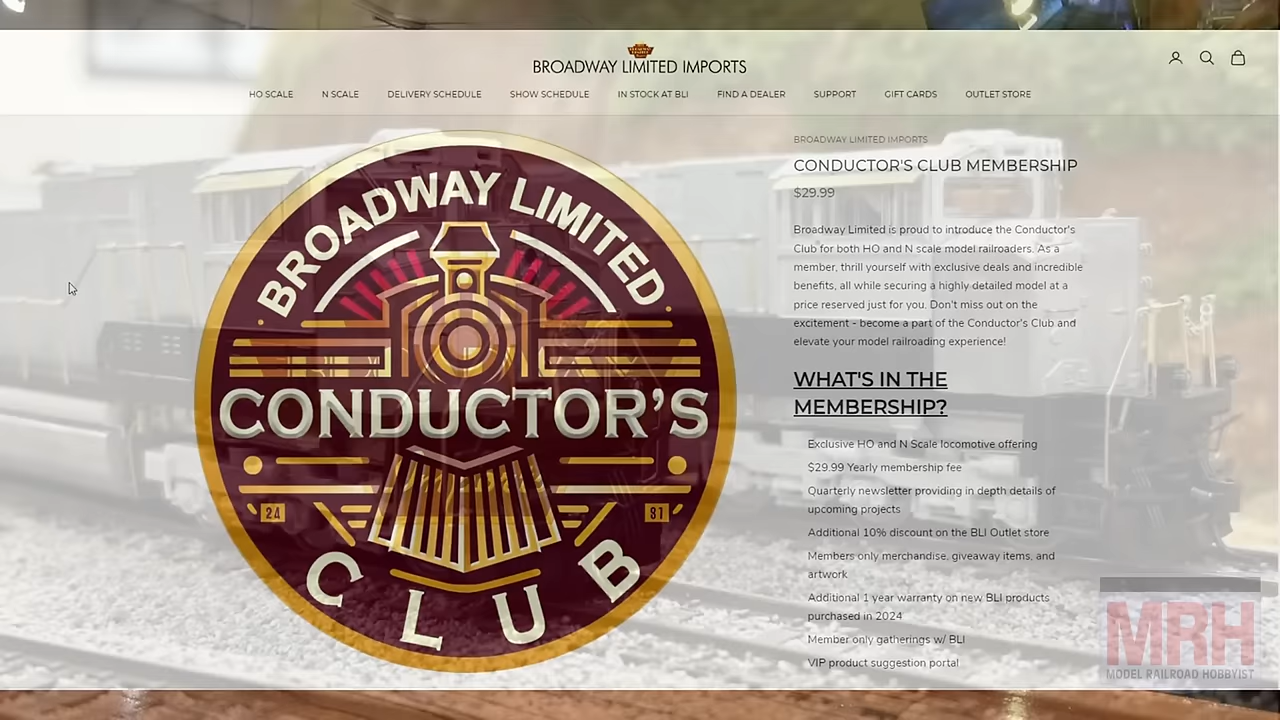 BROADWAY LIMITED IMPORTS
HO SCALE N SCALE DELIVERY SCHEDULE SHOW SCHEDULE IN STOCK AT BLI FIND A DEALER SUPPORT GIFT CARDS OUTLET STORE
BROADWAY LIMITED
CONDUCTOR'S
24 81
CLUB
BROADWAY LIMITED IMPORTS
CONDUCTOR'S CLUB MEMBERSHIP
$29.99
Broadway Limited is proud to introduce the Conductor's
Club for both HO and N scale model railroaders. As a
member, thrill yourself with exclusive deals and incredible
benefits, all while securing a highly detailed model at a
price reserved just for you. Don't miss out on the
excitement - become a part of the Conductor's Club and
elevate your model railroading experience!
WHAT'S IN THE
MEMBERSHIP?
Exclusive HO and N Scale locomotive offering
$29.99 Yearly membership fee
Quarterly newsletter providing in depth details of
upcoming projects
Additional 10% discount on the BLI Outlet store
Members only merchandise, giveaway items, and
artwork
Additional 1 year warranty on new BLI products
purchased in 2024
Member only gatherings w/ BLI
VIP product suggestion portal
MRH
MODEL RAILROAD HOBBYIST